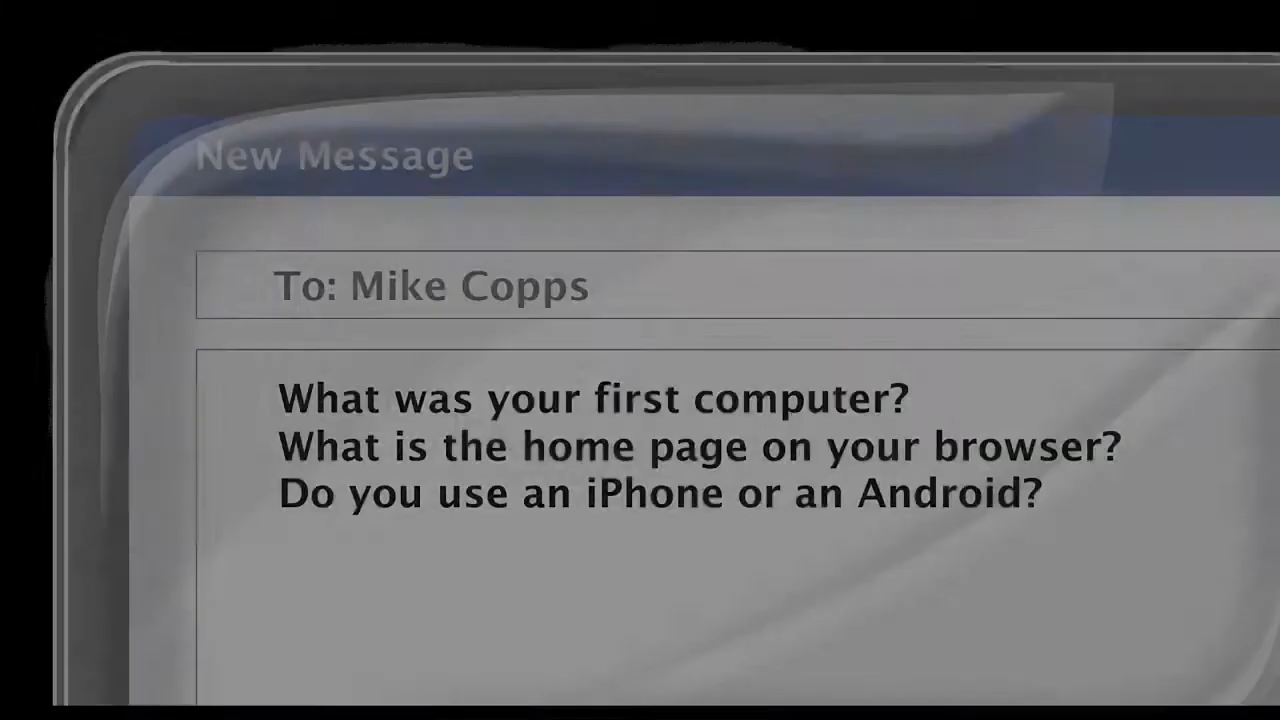 New Message
To: Mike Copps
What was your first computer?
What is the home page on your browser?
Do you use an iPhone or an Android?